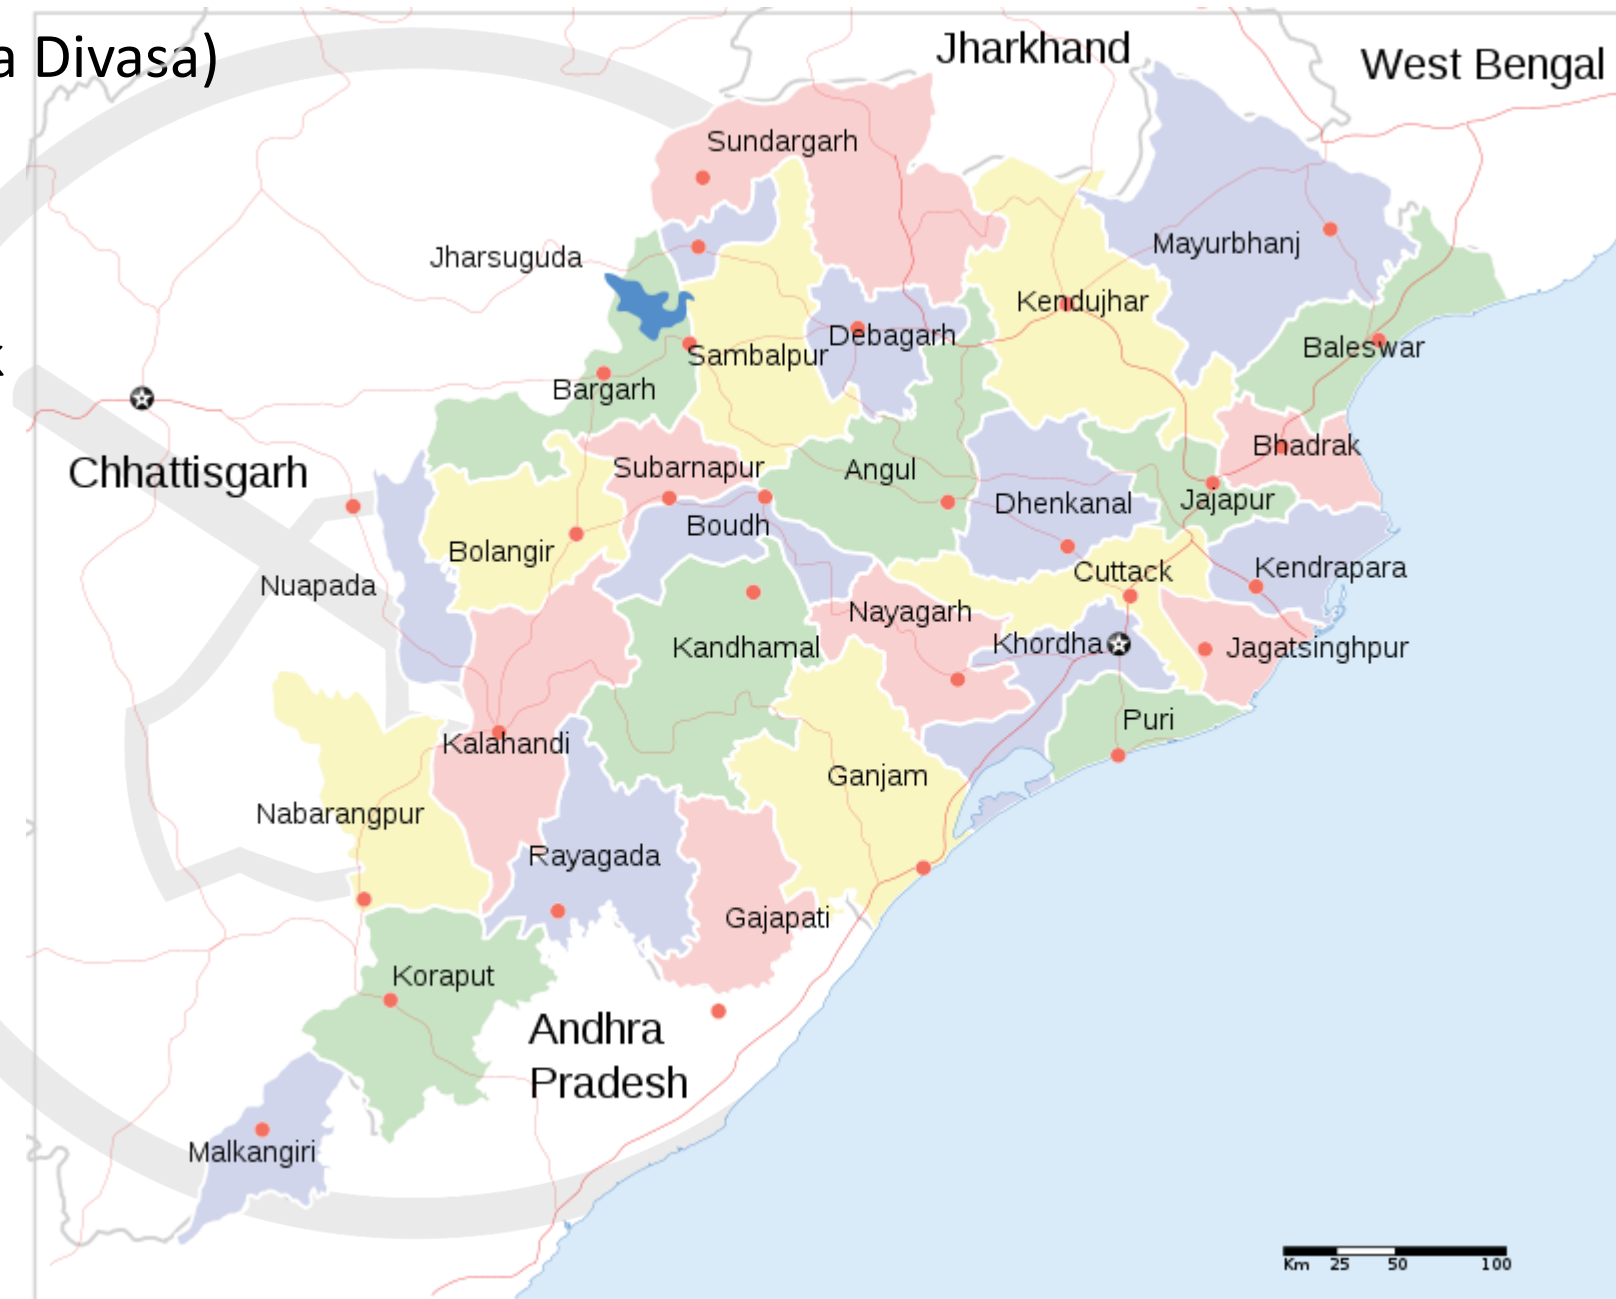 a Divasa)
Jharkhand
West Bengal
Sundargarh
Jharsuguda
Mayurbhanj
Kendujhar
Debagarh
Sambalpur
Baleswar
Bargarh
Bhadrak
Chhattisgarh
Subarnapur
Angul
Dhenkanal
Jajapur
Boudh
Bolangir
Nuapada
Cuttack
Kendrapara
Nayagarh
Kandhamal
Khordha
Jagatsinghpur
Puri
Kalahandi
Ganjam
Nabarangpur
Rayagada
Gajapati
Koraput
Andhra
Pradesh
Malkangiri
Km 25 50 100